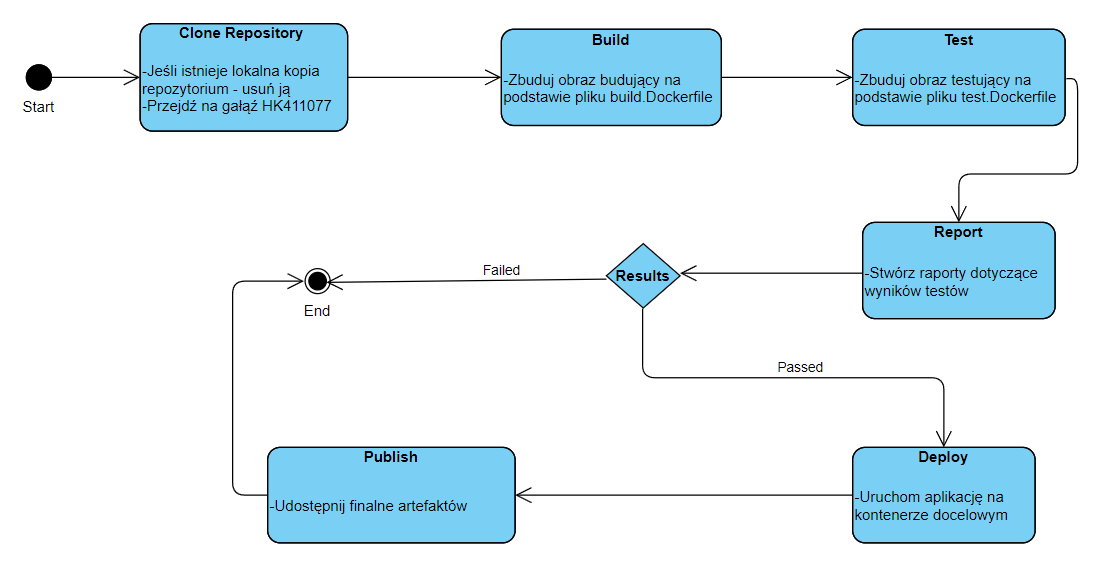 Clone Repository
-Jeśli istnieje lokalna kopia
repozytorium - usuń ją
-Przejdź na gałąź HK411077
Build
-Zbuduj obraz budujący na
podstawie pliku build.Dockerfile
Test
-Zbuduj obraz testujący na
podstawie pliku test.Dockerfile
Start
Report
-Stwórz raporty dotyczące
wyników testów
Results
Failed
End
Passed
Deploy
-Uruchom aplikację na
kontenerze docelowym
Publish
-Udostępnij finalne artefaktów